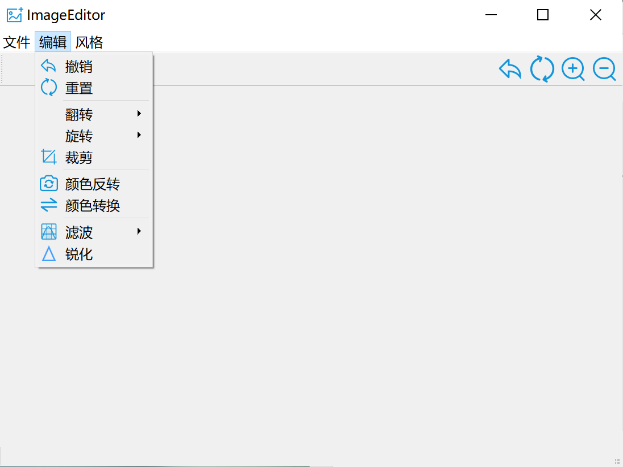 ImageEditor
文件 编辑 风格
撤销
重置
翻转
旋转
裁剪
颜色反转
颜色转换
滤波
锐化